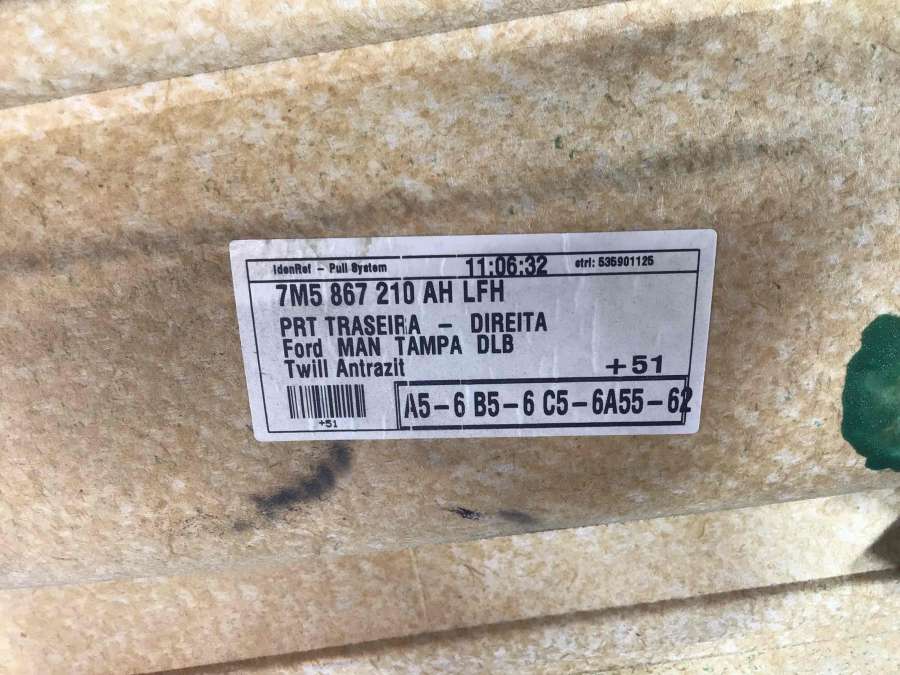 IdenRef - Pull System 11:06:32 ctrl: 535901125
7M5 867 210 AH LFH
PRT TRASEIRA - DIREITA
Ford MAN TAMPA DLB
Twill Antrazit +51
+51
A5-6 B5-6 C5-6A55-62